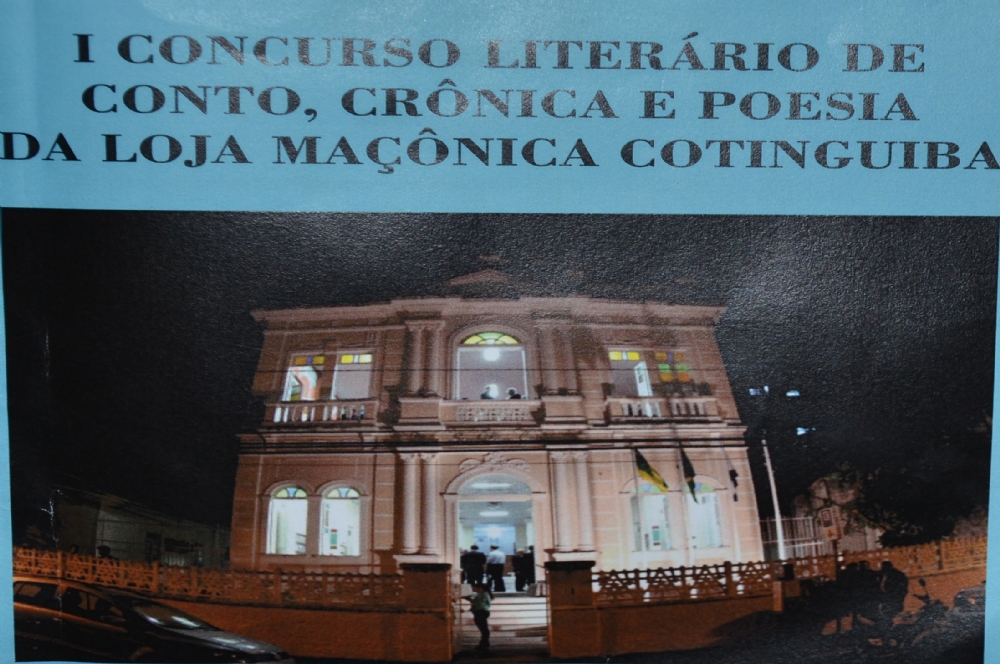 I CONCURSO LITERÁRIO DE
CONTO, CRÔNICA E POESIA
DA LOJA MAÇÔNICA COTINGUIBA